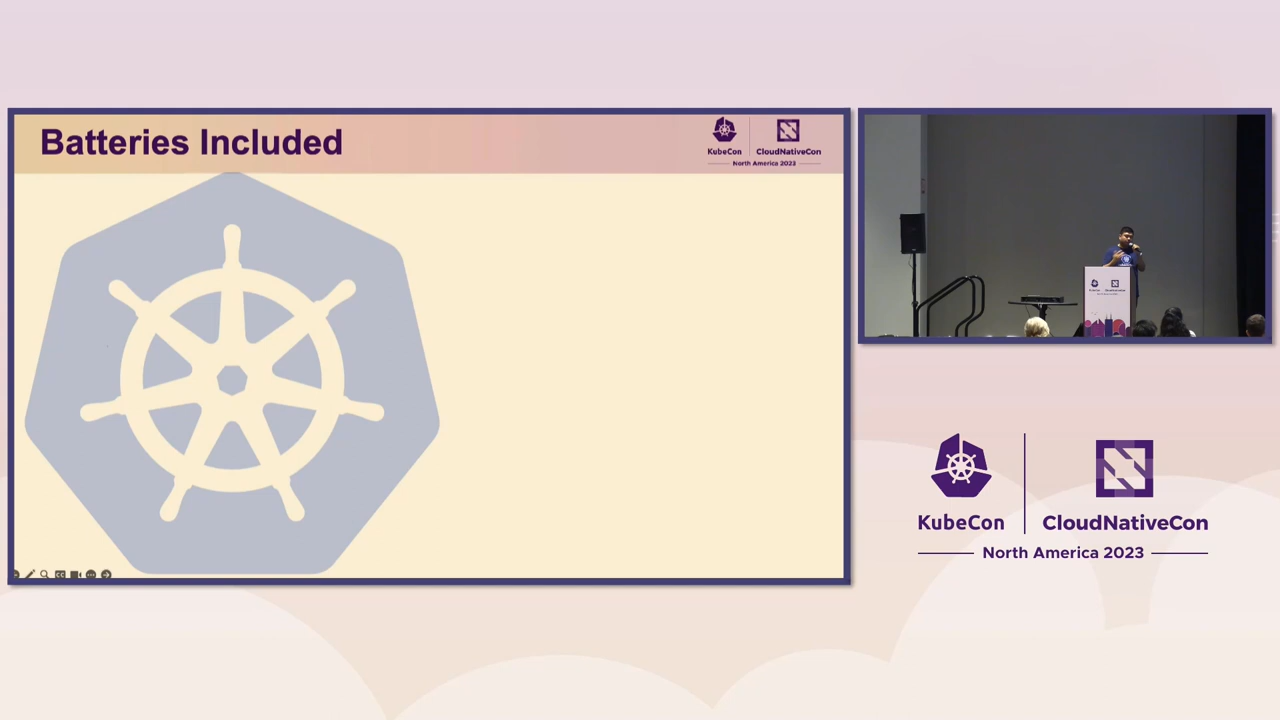 Batteries Included
KubeCon
CloudNativeCon
North America 2023
KubeCon
CloudNativeCon
North America 2023